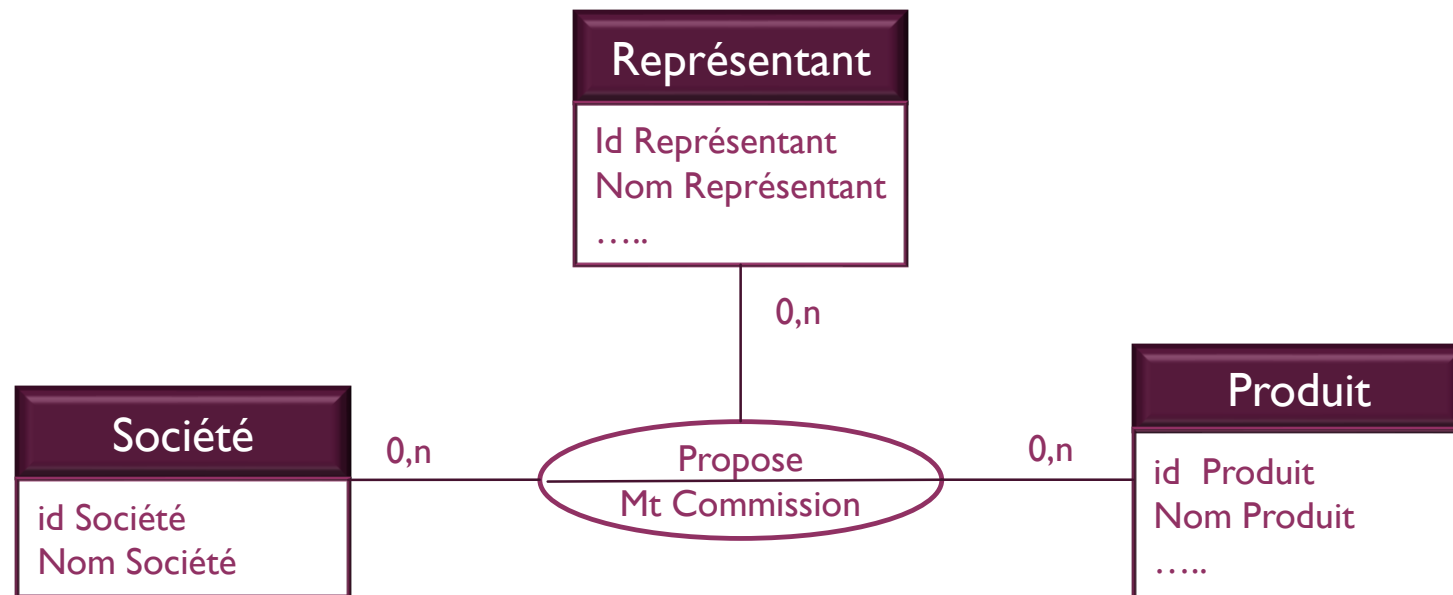 Représentant
Id Représentant
Nom Représentant
…..
0,n
Société
id Société
Nom Société
0,n
Propose
Mt Commission
0,n
Produit
id Produit
Nom Produit
…..